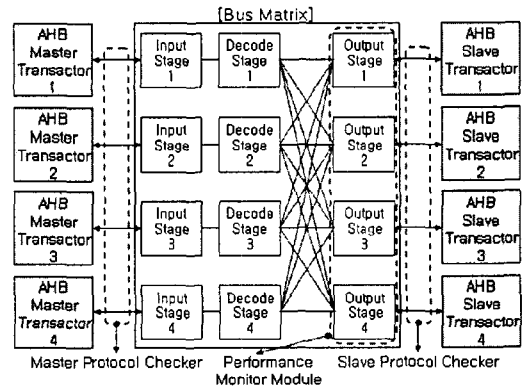 [Bus Matrix]
AHB
Master
Transactor
1
Input
Stage
1
Decode
Stage
1
Output
Stage
1
AHB
Slave
Transactor
1
AHB
Master
Transactor
2
Input
Stage
2
Decode
Stage
2
Output
Stage
2
AHB
Slave
Transactor
2
AHB
Master
Transactor
3
Input
Stage
3
Decode
Stage
3
Output
Stage
3
AHB
Slave
Transactor
3
AHB
Master
Transactor
4
Input
Stage
4
Decode
Stage
4
Output
Stage
4
AHB
Slave
Transactor
4
Master Protocol Checker
Performance
Monitor Module
Slave Protocol Checker